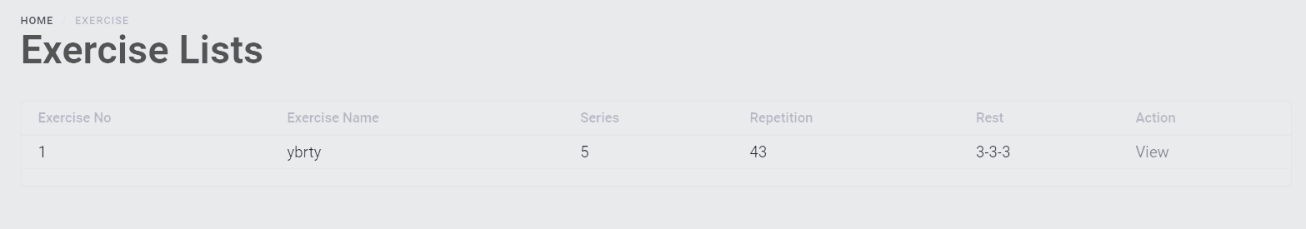 HOME / EXERCISE
Exercise Lists
Exercise No Exercise Name Series Repetition Rest Action
1 ybrty 5 43 3-3-3 View